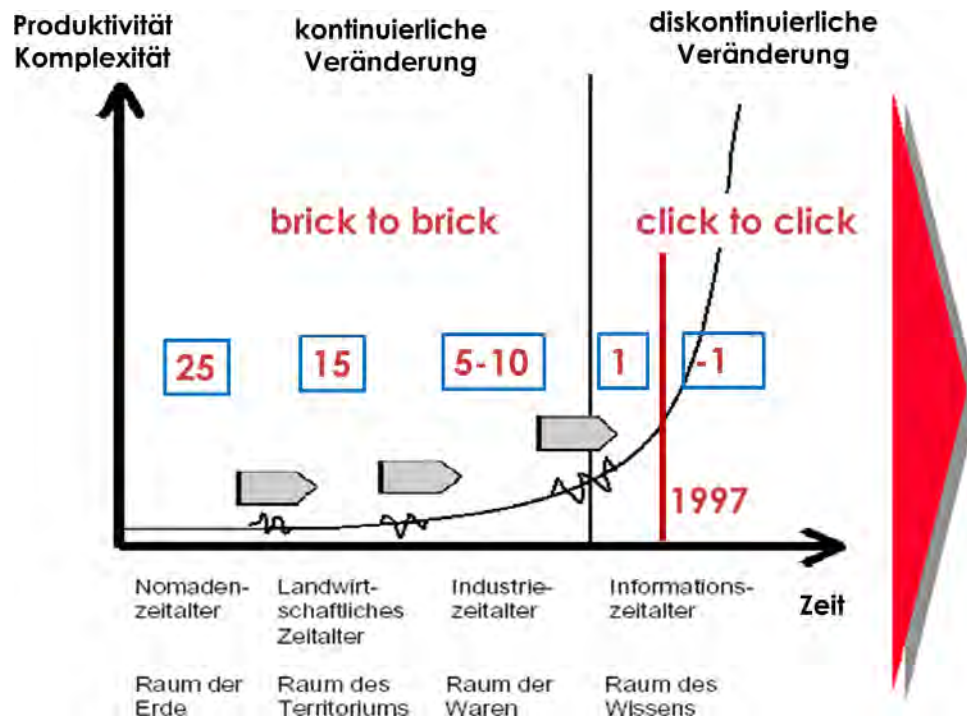 Produktivität
Komplexität
kontinuierliche
Veränderung
diskontinuierliche
Veränderung
brick to brick
click to click
25
15
5-10
1
-1
1997
Nomaden-
zeitalter
Landwirt-
schaftliches
Zeitalter
Industrie-
zeitalter
Informations-
zeitalter
Zeit
Raum der
Erde
Raum des
Territoriums
Raum der
Waren
Raum des
Wissens